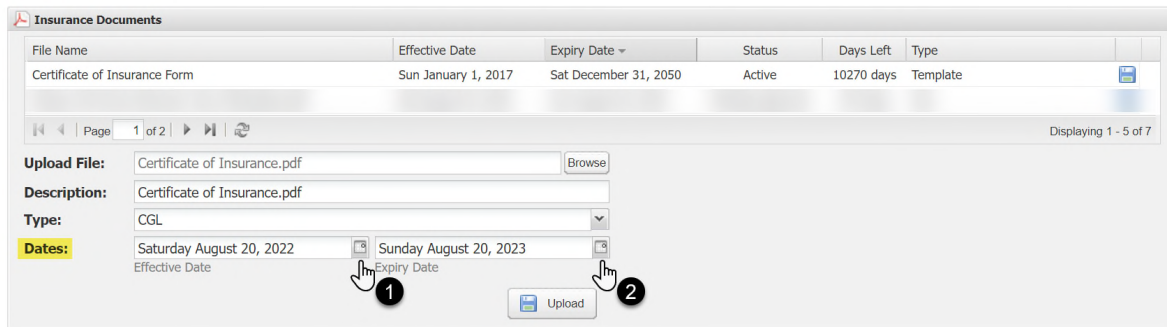 Insurance Documents
File Name Effective Date Expiry Date Status Days Left Type
Certificate of Insurance Form Sun January 1, 2017 Sat December 31, 2050 Active 10270 days Template
Page 1 of 2 Displaying 1 - 5 of 7
Upload File: Certificate of Insurance.pdf Browse
Description: Certificate of Insurance.pdf
Type: CGL
Dates: Saturday August 20, 2022 Sunday August 20, 2023
Effective Date Expiry Date
1 2
Upload